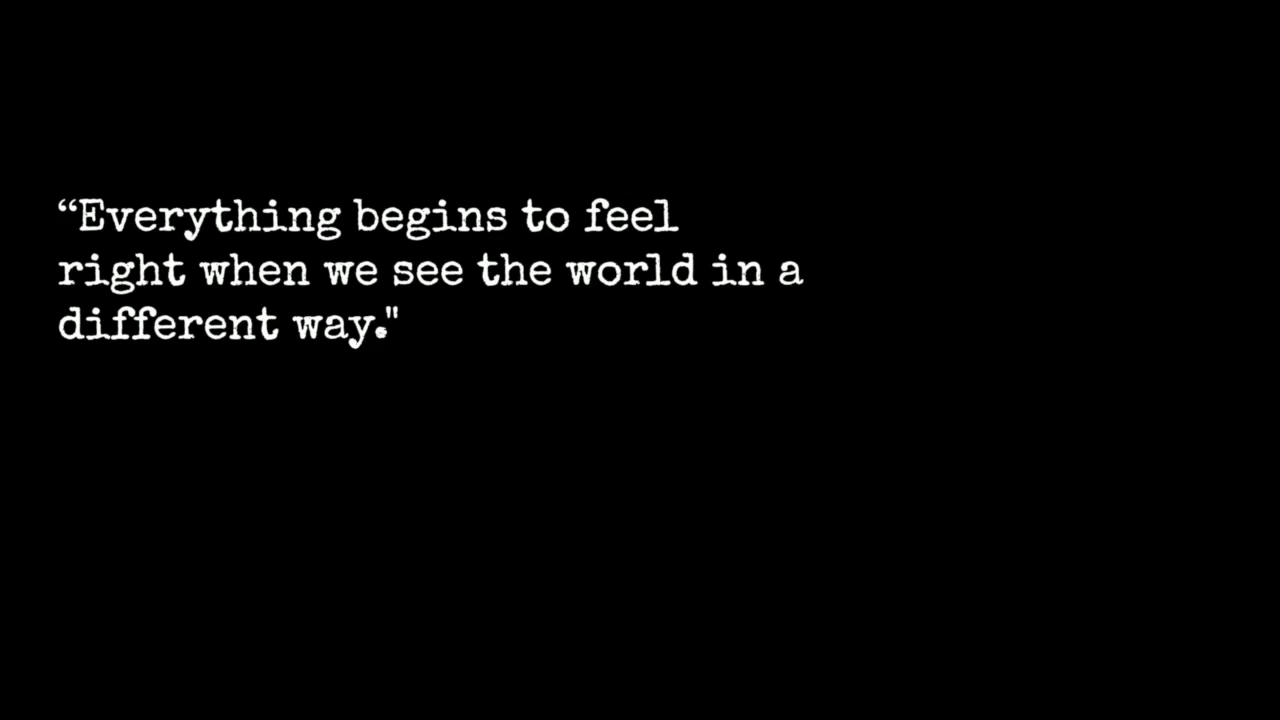 “Everything begins to feel
right when we see the world in a
different way."